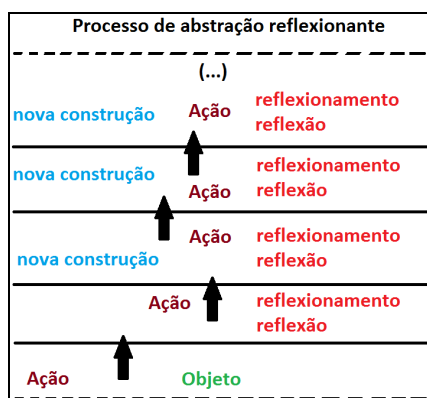 Processo de abstração reflexionante
(...)
nova construção Ação reflexionamento
reflexão
nova construção reflexionamento
Ação reflexão
Ação reflexionamento
nova construção reflexão
Ação reflexionamento
reflexão
Ação Objeto